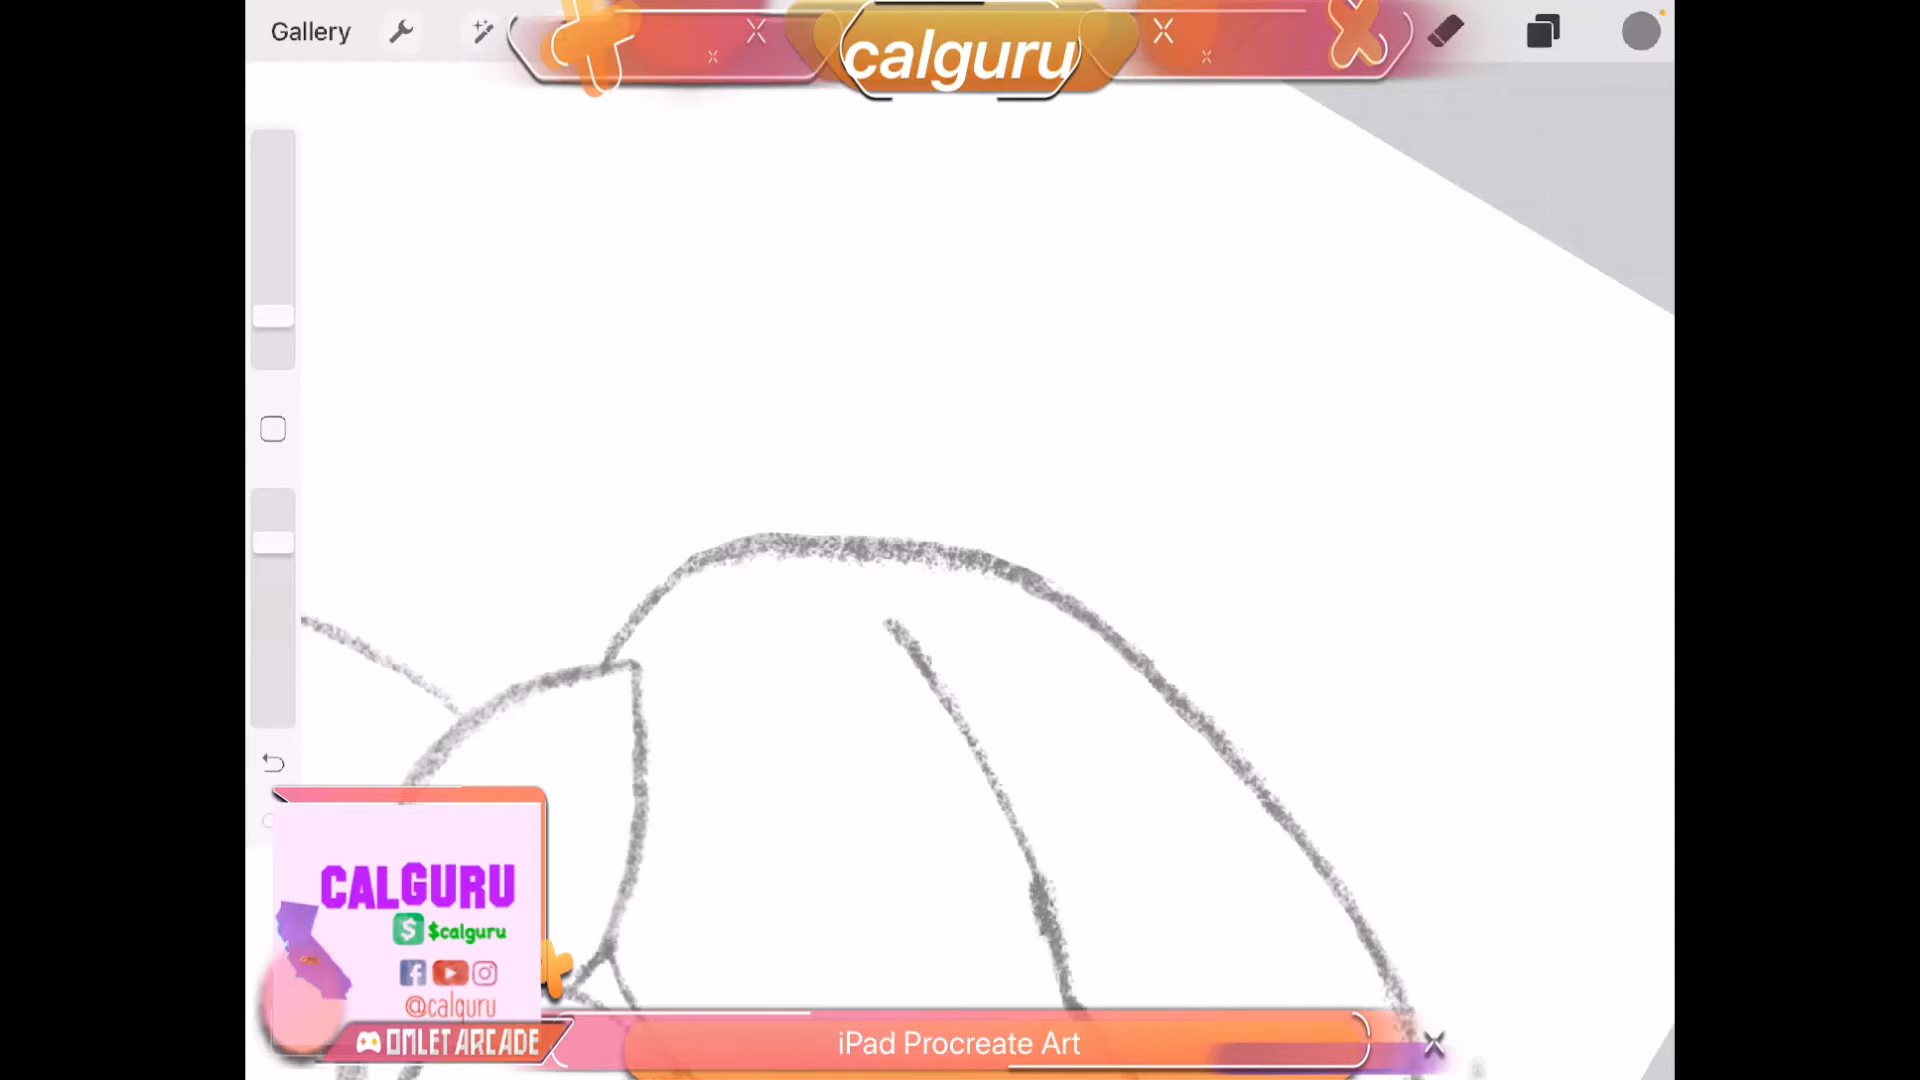 Gallery
calguru
CALGURU
$ $calguru
@calguru
OMLET ARCADE
iPad Procreate Art